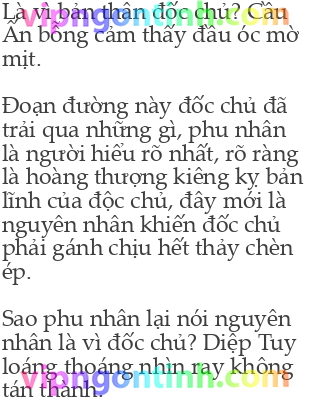 Là vì bản thân đốc chủ? Cầu
Ấn bỗng cảm thấy đầu óc mờ
mịt.
Đoạn đường này đốc chủ đã
trải qua những gì, phu nhân
là người hiểu rõ nhất, rõ ràng
là hoàng thượng kiêng kỵ bản
lĩnh của độc chủ, đây mới là
nguyên nhân khiến đốc chủ
phải gánh chịu hết thảy chèn
ép.
Sao phu nhân lại nói nguyên
nhân là vì đốc chủ? Diệp Tuy
loáng thoáng nhìn ray không
tán thành.
vipngontinh.com
vipngontinh.com